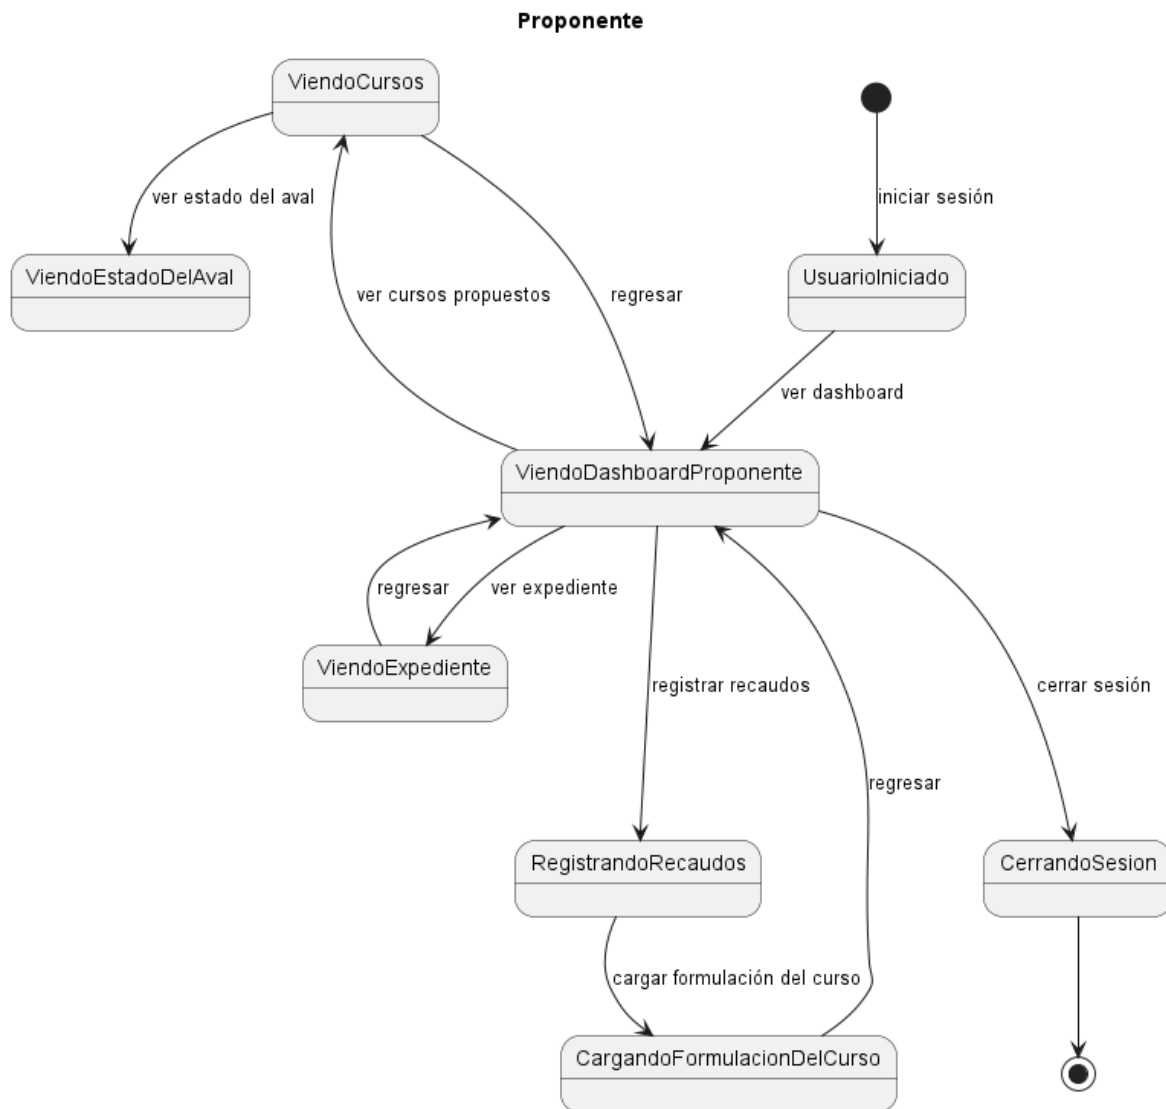 Proponente
ViendoCursos
ver estado del aval
iniciar sesión
ViendoEstadoDelAval
UsuarioIniciado
ver cursos propuestos
regresar
ver dashboard
ViendoDashboardProponente
regresar
ver expediente
ViendoExpediente
registrar recaudos
cerrar sesión
regresar
RegistrandoRecaudos
CerrandoSesion
cargar formulación del curso
CargandoFormulacionDelCurso